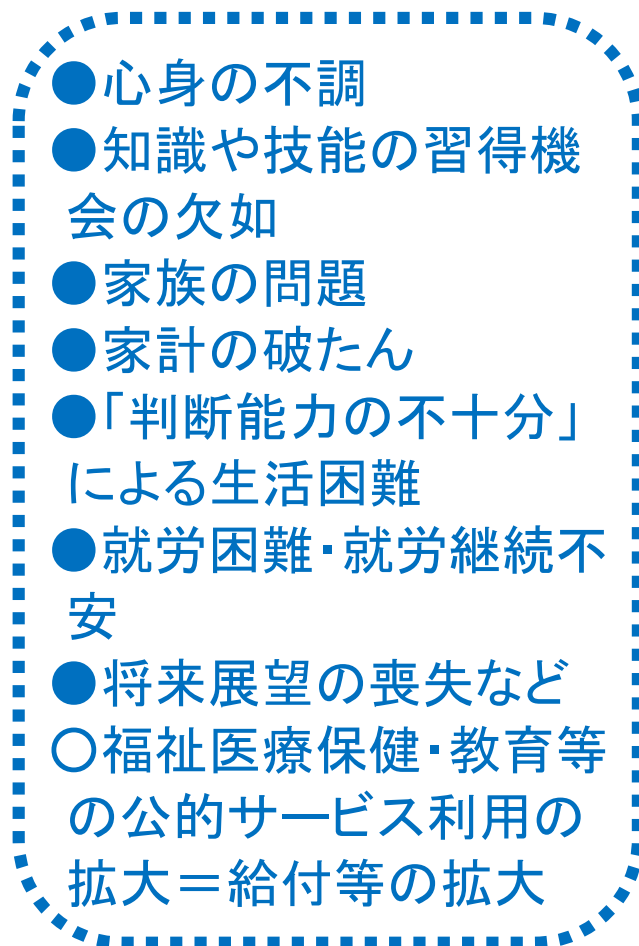 ●心身の不調
●知識や技能の習得機
会の欠如
●家族の問題
●家計の破たん
●「判断能力の不十分」
による生活困難
●就労困難・就労継続不
安
●将来展望の喪失など
○福祉医療保健・教育等
の公的サービス利用の
拡大＝給付等の拡大